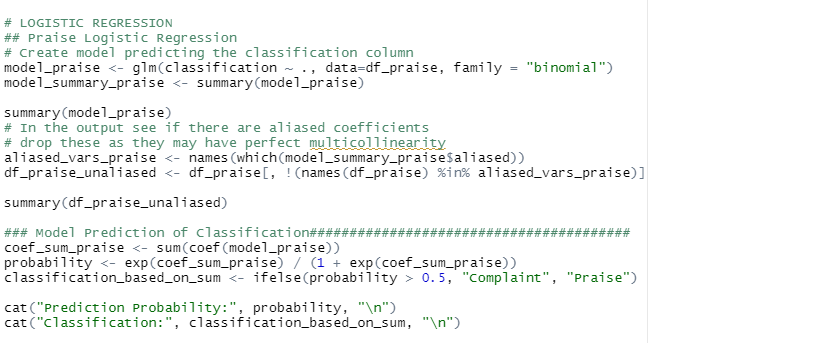 # LOGISTIC REGRESSION
## Praise Logistic Regression
# Create model predicting the classification column
model_praise <- glm(classification ~ ., data=df_praise, family = "binomial")
model_summary_praise <- summary(model_praise)
summary(model_praise)
# In the output see if there are aliased coefficients
# drop these as they may have perfect multicollinearity
aliased_vars_praise <- names(which(model_summary_praise$aliased))
df_praise_unaliased <- df_praise[, !(names(df_praise) %in% aliased_vars_praise)]
summary(df_praise_unaliased)
### Model Prediction of Classification########################################
coef_sum_praise <- sum(coef(model_praise))
probability <- exp(coef_sum_praise) / (1 + exp(coef_sum_praise))
classification_based_on_sum <- ifelse(probability > 0.5, "Complaint", "Praise")
cat("Prediction Probability:", probability, "\n")
cat("Classification:", classification_based_on_sum, "\n")